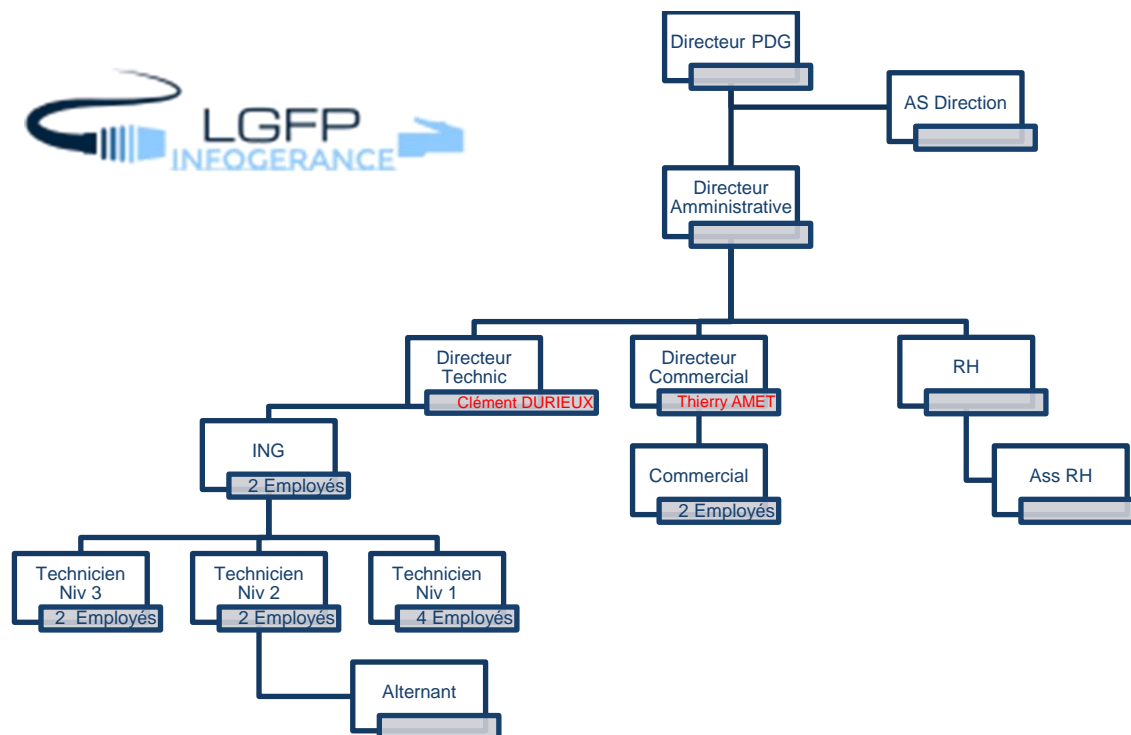 Directeur PDG
LGFP
INFOGERANCE
AS Direction
Directeur
Amministrative
Directeur
Technic
Clément DURIEUX
Directeur
Commercial
Thierry AMET
RH
ING
2 Employés
Commercial
2 Employés
Ass RH
Technicien
Niv 3
2 Employés
Technicien
Niv 2
2 Employés
Technicien
Niv 1
4 Employés
Alternant